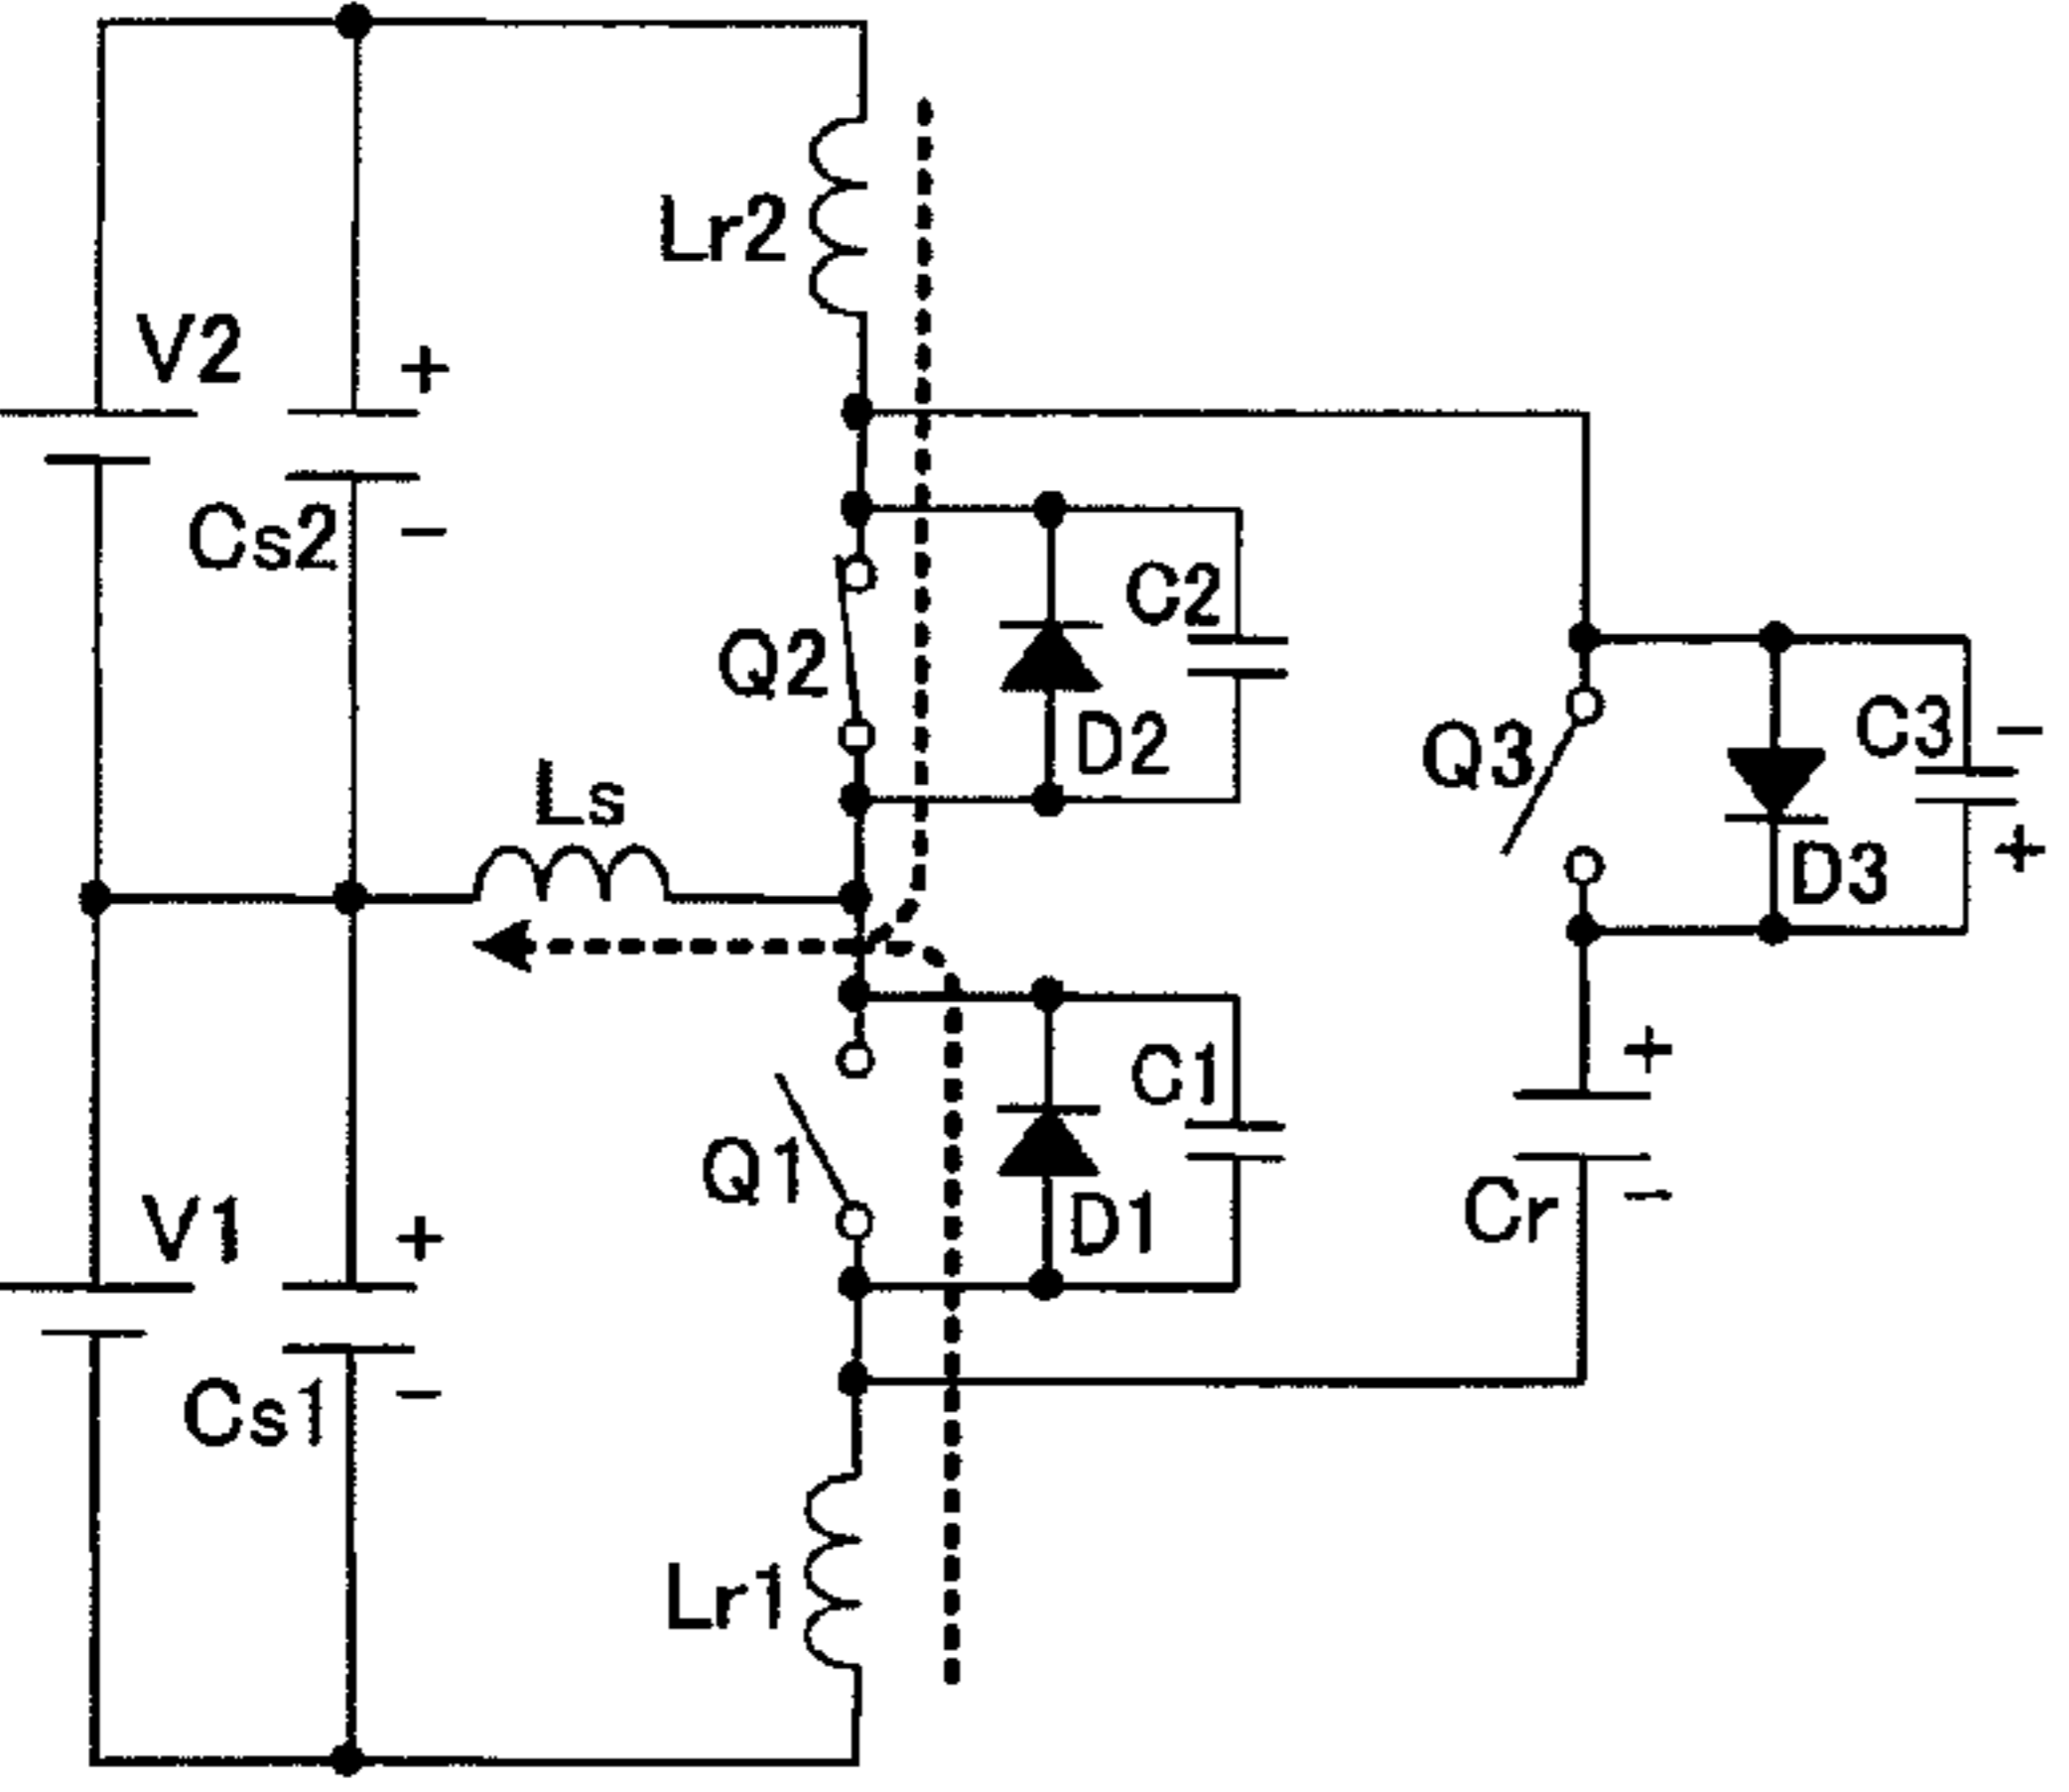 Lr2
V2
+
Cs2
−
C2
Q2
D2
C3
−
Q3
Ls
D3
+
+
C1
Q1
D1
Cr
−
V1
+
Cs1
−
Lr1